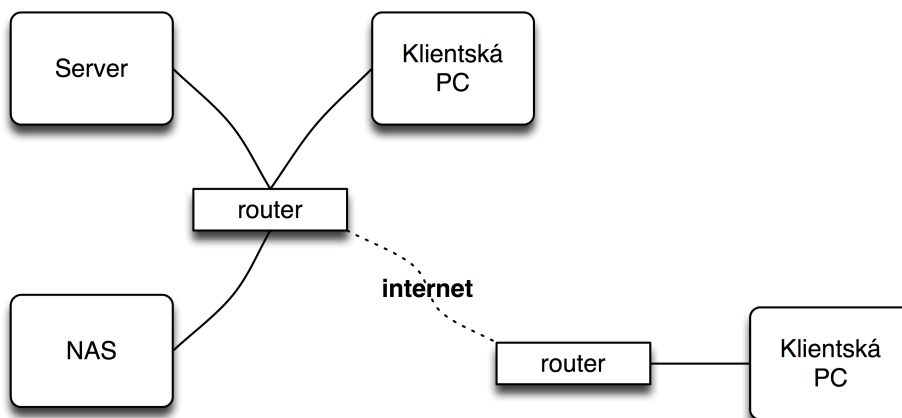 Server
Klientská
PC
router
internet
NAS
router
Klientská
PC